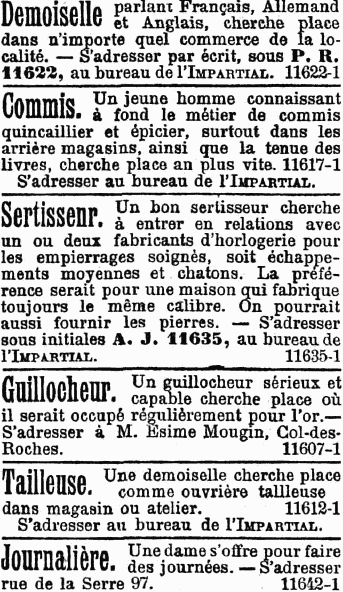 Demoiselle parlant Français, Allemand
et Anglais, cherche place
dans n'importe quel commerce de la lo-
calité. — S'adresser par écrit, sous P. R.
11622, au bureau de l'IMPARTIAL. 11622-1
Commis. Un jeune homme connaissant
à fond le métier de commis
quincaillier et épicier, surtout dans les
arrière magasins, ainsi que la tenue des
livres, cherche place an plus vite. 11617-1
S'adresser au bureau de l'IMPARTIAL.
Sertissenr. Un bon sertisseur cherche
à entrer en relations avec
un ou deux fabricants d'horlogerie pour
les empierrages soignés, soit échappe-
ments moyennes et chatons. La préfé-
rence serait pour une maison qui fabrique
toujours le même calibre. On pourrait
aussi fournir les pierres. — S'adresser
sous initiales A. J. 11635, au bureau de
l'IMPARTIAL. 11635-1
Guillocheur. Un guillocheur sérieux et
capable cherche place où
il serait occupé régulièrement pour l'or.—
S'adresser à M. Esime Mougin, Col-des-
Roches. 11607-1
Tailleuse. Une demoiselle cherche place
comme ouvrière tailleuse
dans magasin ou atelier. 11612-1
S'adresser au bureau de l'IMPARTIAL.
Journalière. Une dame s'offre pour faire
des journées. — S'adresser
rue de la Serre 97. 11642-1